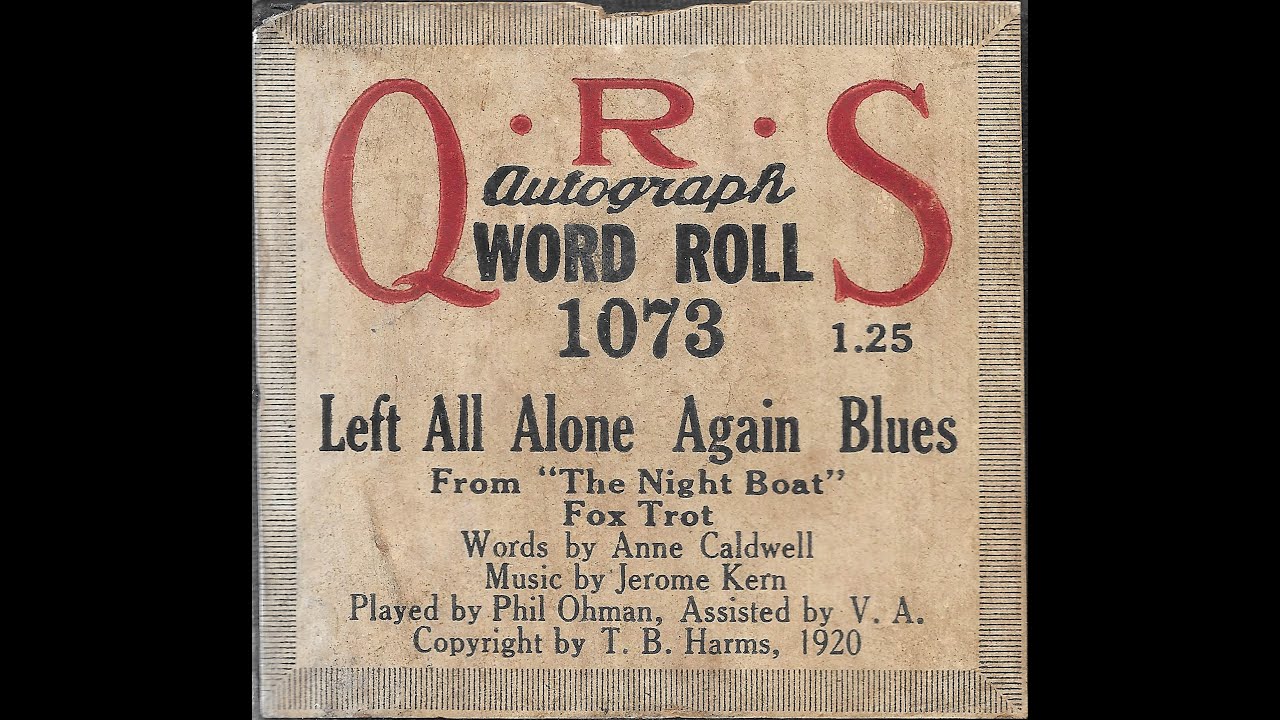 Q·R·S
Autograph
WORD ROLL
1073
1.25
Left All Alone Again Blues
From "The Night Boat"
Fox Trot
Words by Anne Caldwell
Music by Jerome Kern
Played by Phil Ohman, Assisted by V. A.
Copyright by T. B. Harms, 1920